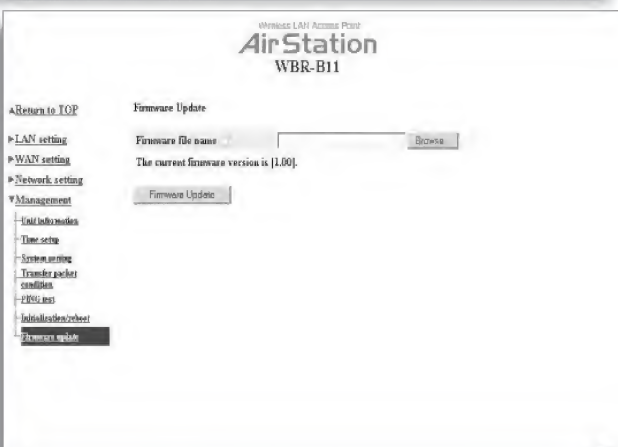 Wireless LAN Access Point
AirStation
WBR-B11
Return to TOP
LAN setting
WAN setting
Network setting
Management
Unit information
Time setup
System setting
Transfer packet
condition
PING test
Initialization/reboot
Firmware update
Firmware Update
Firmware file name
Browse
The current firmware version is [1.00].
Firmware Update